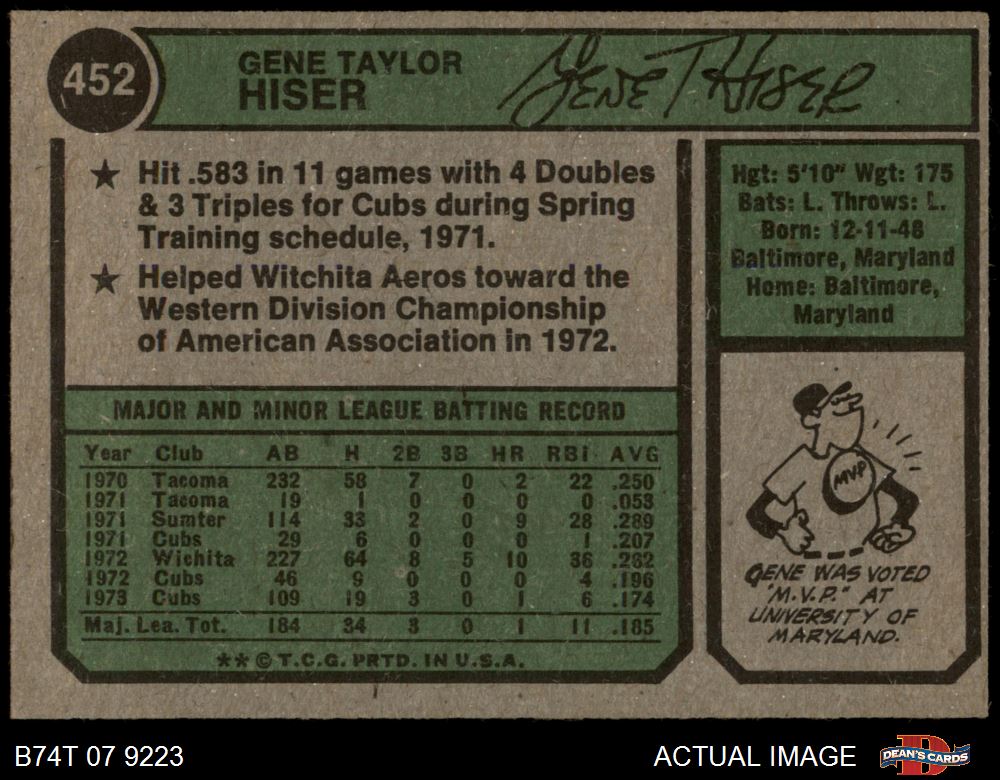 452
GENE TAYLOR
HISER
Gene T. Hiser
★ Hit .583 in 11 games with 4 Doubles
& 3 Triples for Cubs during Spring
Training schedule, 1971.
★ Helped Witchita Aeros toward the
Western Division Championship
of American Association in 1972.
Hgt: 5'10" Wgt: 175
Bats: L. Throws: L.
Born: 12-11-48
Baltimore, Maryland
Home: Baltimore,
Maryland
MAJOR AND MINOR LEAGUE BATTING RECORD
Year Club AB H 2B 3B HR RBI AVG
1970 Tacoma 232 58 7 0 2 22 .250
1971 Tacoma 19 1 0 0 0 0 .053
1971 Sumter 114 33 2 0 9 28 .289
1971 Cubs 29 6 0 0 0 1 .207
1972 Wichita 227 64 8 5 10 36 .282
1972 Cubs 46 9 0 0 0 4 .196
1973 Cubs 109 19 3 0 1 6 .174
Maj. Lea. Tot. 184 34 3 0 1 11 .185
** © T.C.G. PRTD. IN U.S.A.
MVP
GENE WAS VOTED
"M.V.P." AT
UNIVERSITY OF
MARYLAND.
B74T 07 9223
ACTUAL IMAGE
D
DEAN'S CARDS